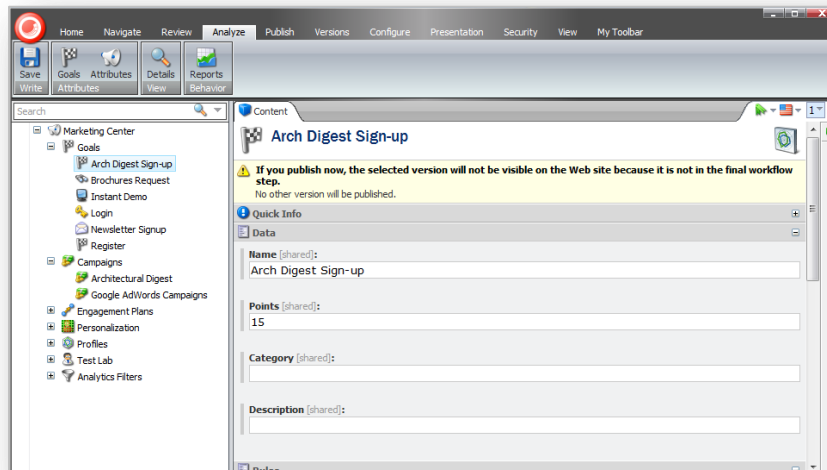 Home Navigate Review Analyze Publish Versions Configure Presentation Security View My Toolbar
Save Goals Attributes Details Reports
Write Attributes View Behavior
Search
Content
1
Marketing Center
Goals
Arch Digest Sign-up
Brochures Request
Instant Demo
Login
Newsletter Signup
Register
Campaigns
Architectural Digest
Google AdWords Campaigns
Engagement Plans
Personalization
Profiles
Test Lab
Analytics Filters
Arch Digest Sign-up
If you publish now, the selected version will not be visible on the Web site because it is not in the final workflow
step.
No other version will be published.
Quick Info
Data
Name [shared]:
Arch Digest Sign-up
Points [shared]:
15
Category [shared]:
Description [shared]:
Rules